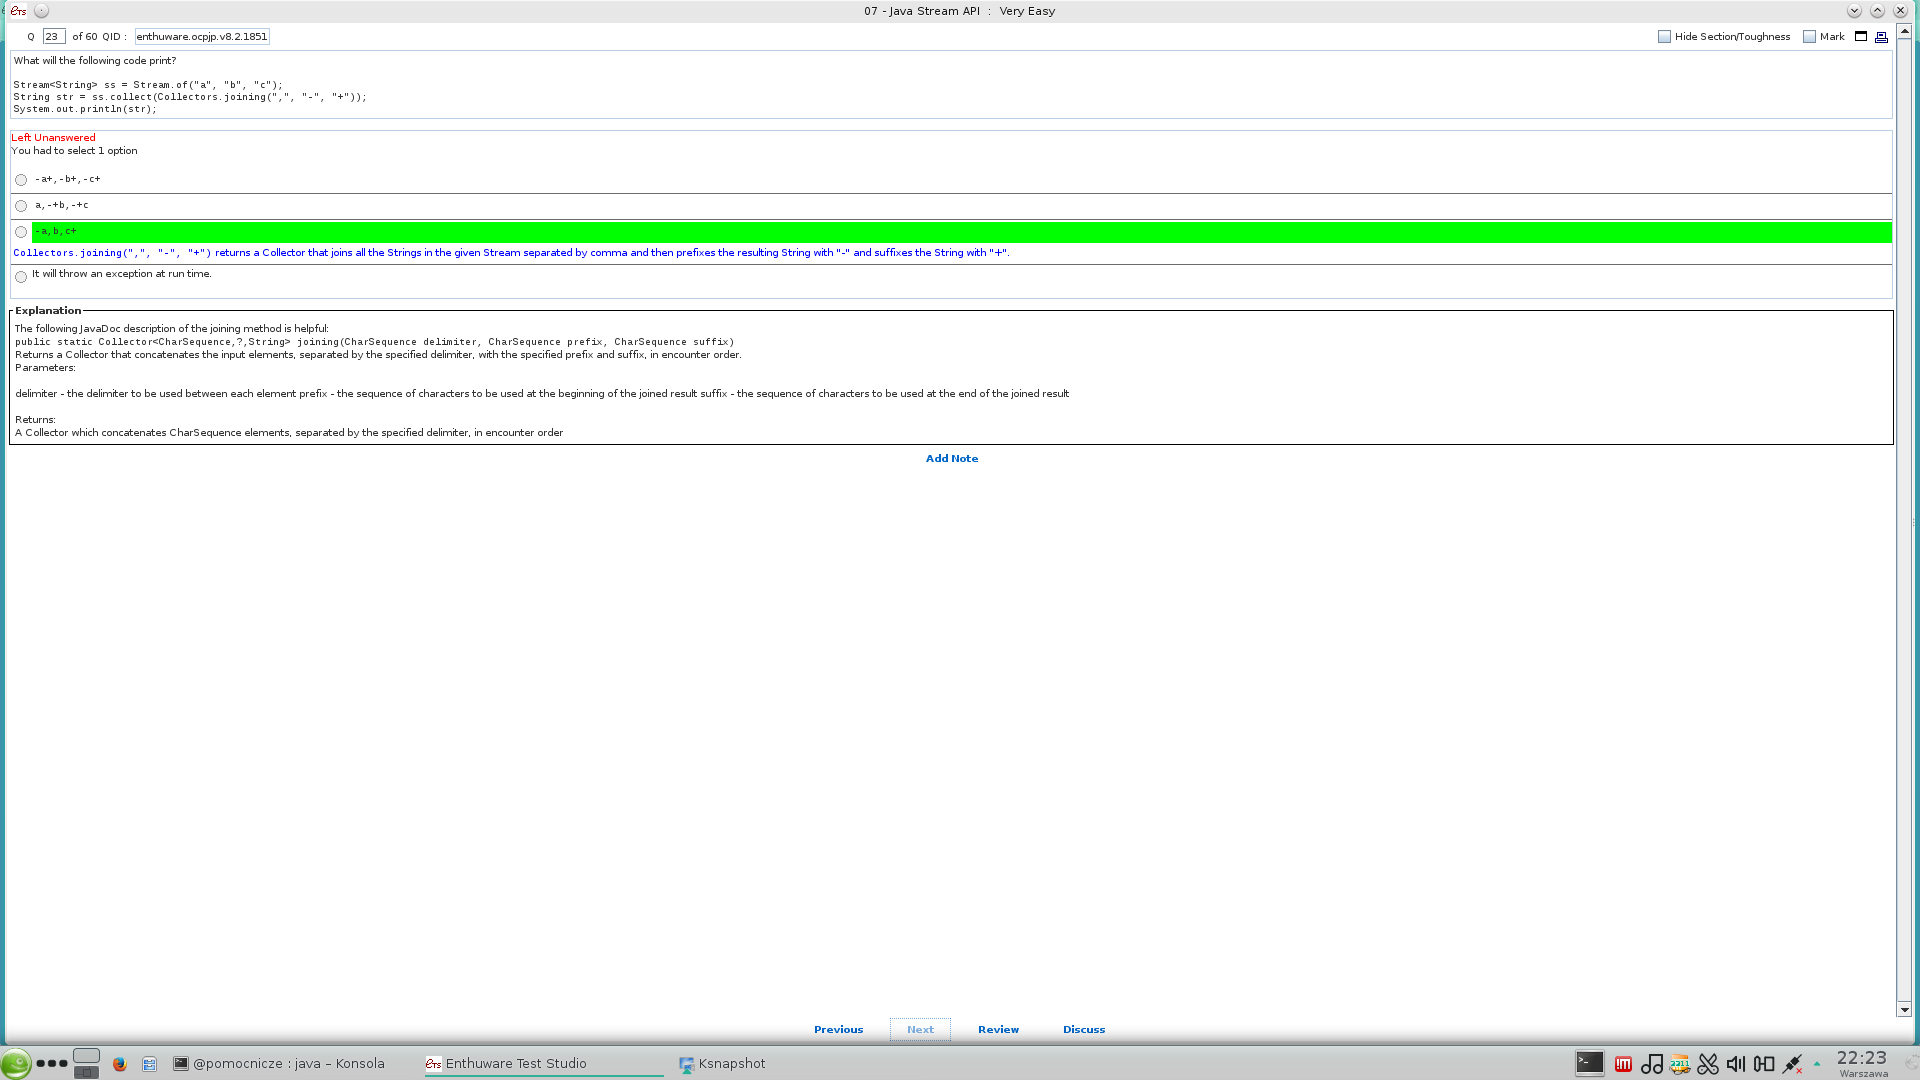 ETS
07 - Java Stream API : Very Easy
Q 23 of 60 QID : enthuware.ocpjp.v8.2.1851 Hide Section/Toughness Mark
What will the following code print?
Stream<String> ss = Stream.of("a", "b", "c");
String str = ss.collect(Collectors.joining(",", "-", "+"));
System.out.println(str);
Left Unanswered
You had to select 1 option
-a+,-b+,-c+
a,-+b,-+c
-a,b,c+
Collectors.joining(",", "-", "+") returns a Collector that joins all the Strings in the given Stream separated by comma and then prefixes the resulting String with "-" and suffixes the String with "+".
It will throw an exception at run time.
Explanation
The following JavaDoc description of the joining method is helpful:
public static Collector<CharSequence,?,String> joining(CharSequence delimiter, CharSequence prefix, CharSequence suffix)
Returns a Collector that concatenates the input elements, separated by the specified delimiter, with the specified prefix and suffix, in encounter order.
Parameters:
delimiter - the delimiter to be used between each element prefix - the sequence of characters to be used at the beginning of the joined result suffix - the sequence of characters to be used at the end of the joined result
Returns:
A Collector which concatenates CharSequence elements, separated by the specified delimiter, in encounter order
Add Note
Previous Next Review Discuss
@pomocnicze : java – Konsola ETS Enthuware Test Studio Ksnapshot 22:23
Warszawa